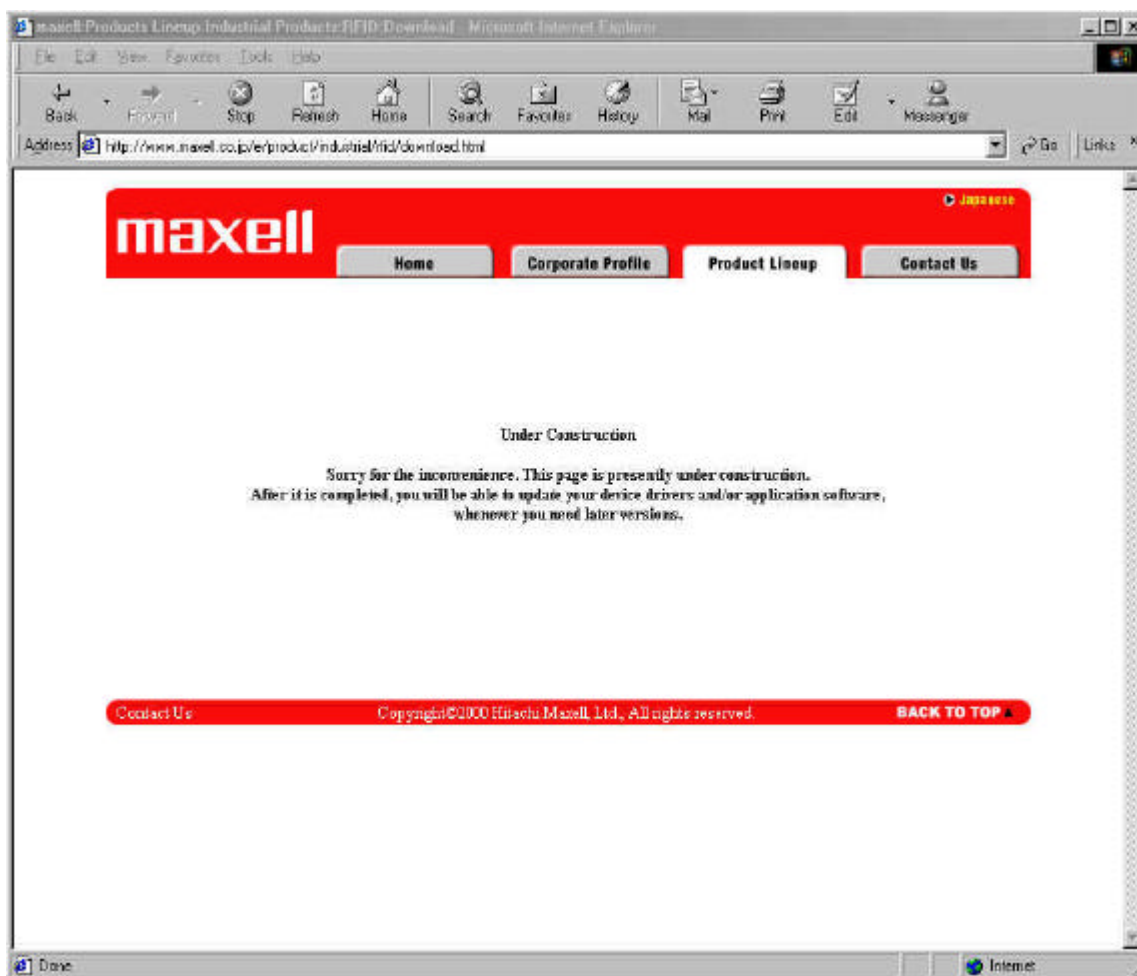 maxell:Products Lineup:Industrial Products:RFID:Download - Microsoft Internet Explorer
File Edit View Favorites Tools Help
Back Forward Stop Refresh Home Search Favorites History Mail Print Edit Messenger
Address http://www.maxell.co.jp/e/product/industrial/rfid/download.html Go Links
Japanese
maxell
Home Corporate Profile Product Lineup Contact Us
Under Construction
Sorry for the inconvenience. This page is presently under construction.
After it is completed, you will be able to update your device drivers and/or application software,
whenever you need later versions.
Contact Us Copyright©2000 Hitachi Maxell, Ltd., All rights reserved. BACK TO TOP
Done Internet